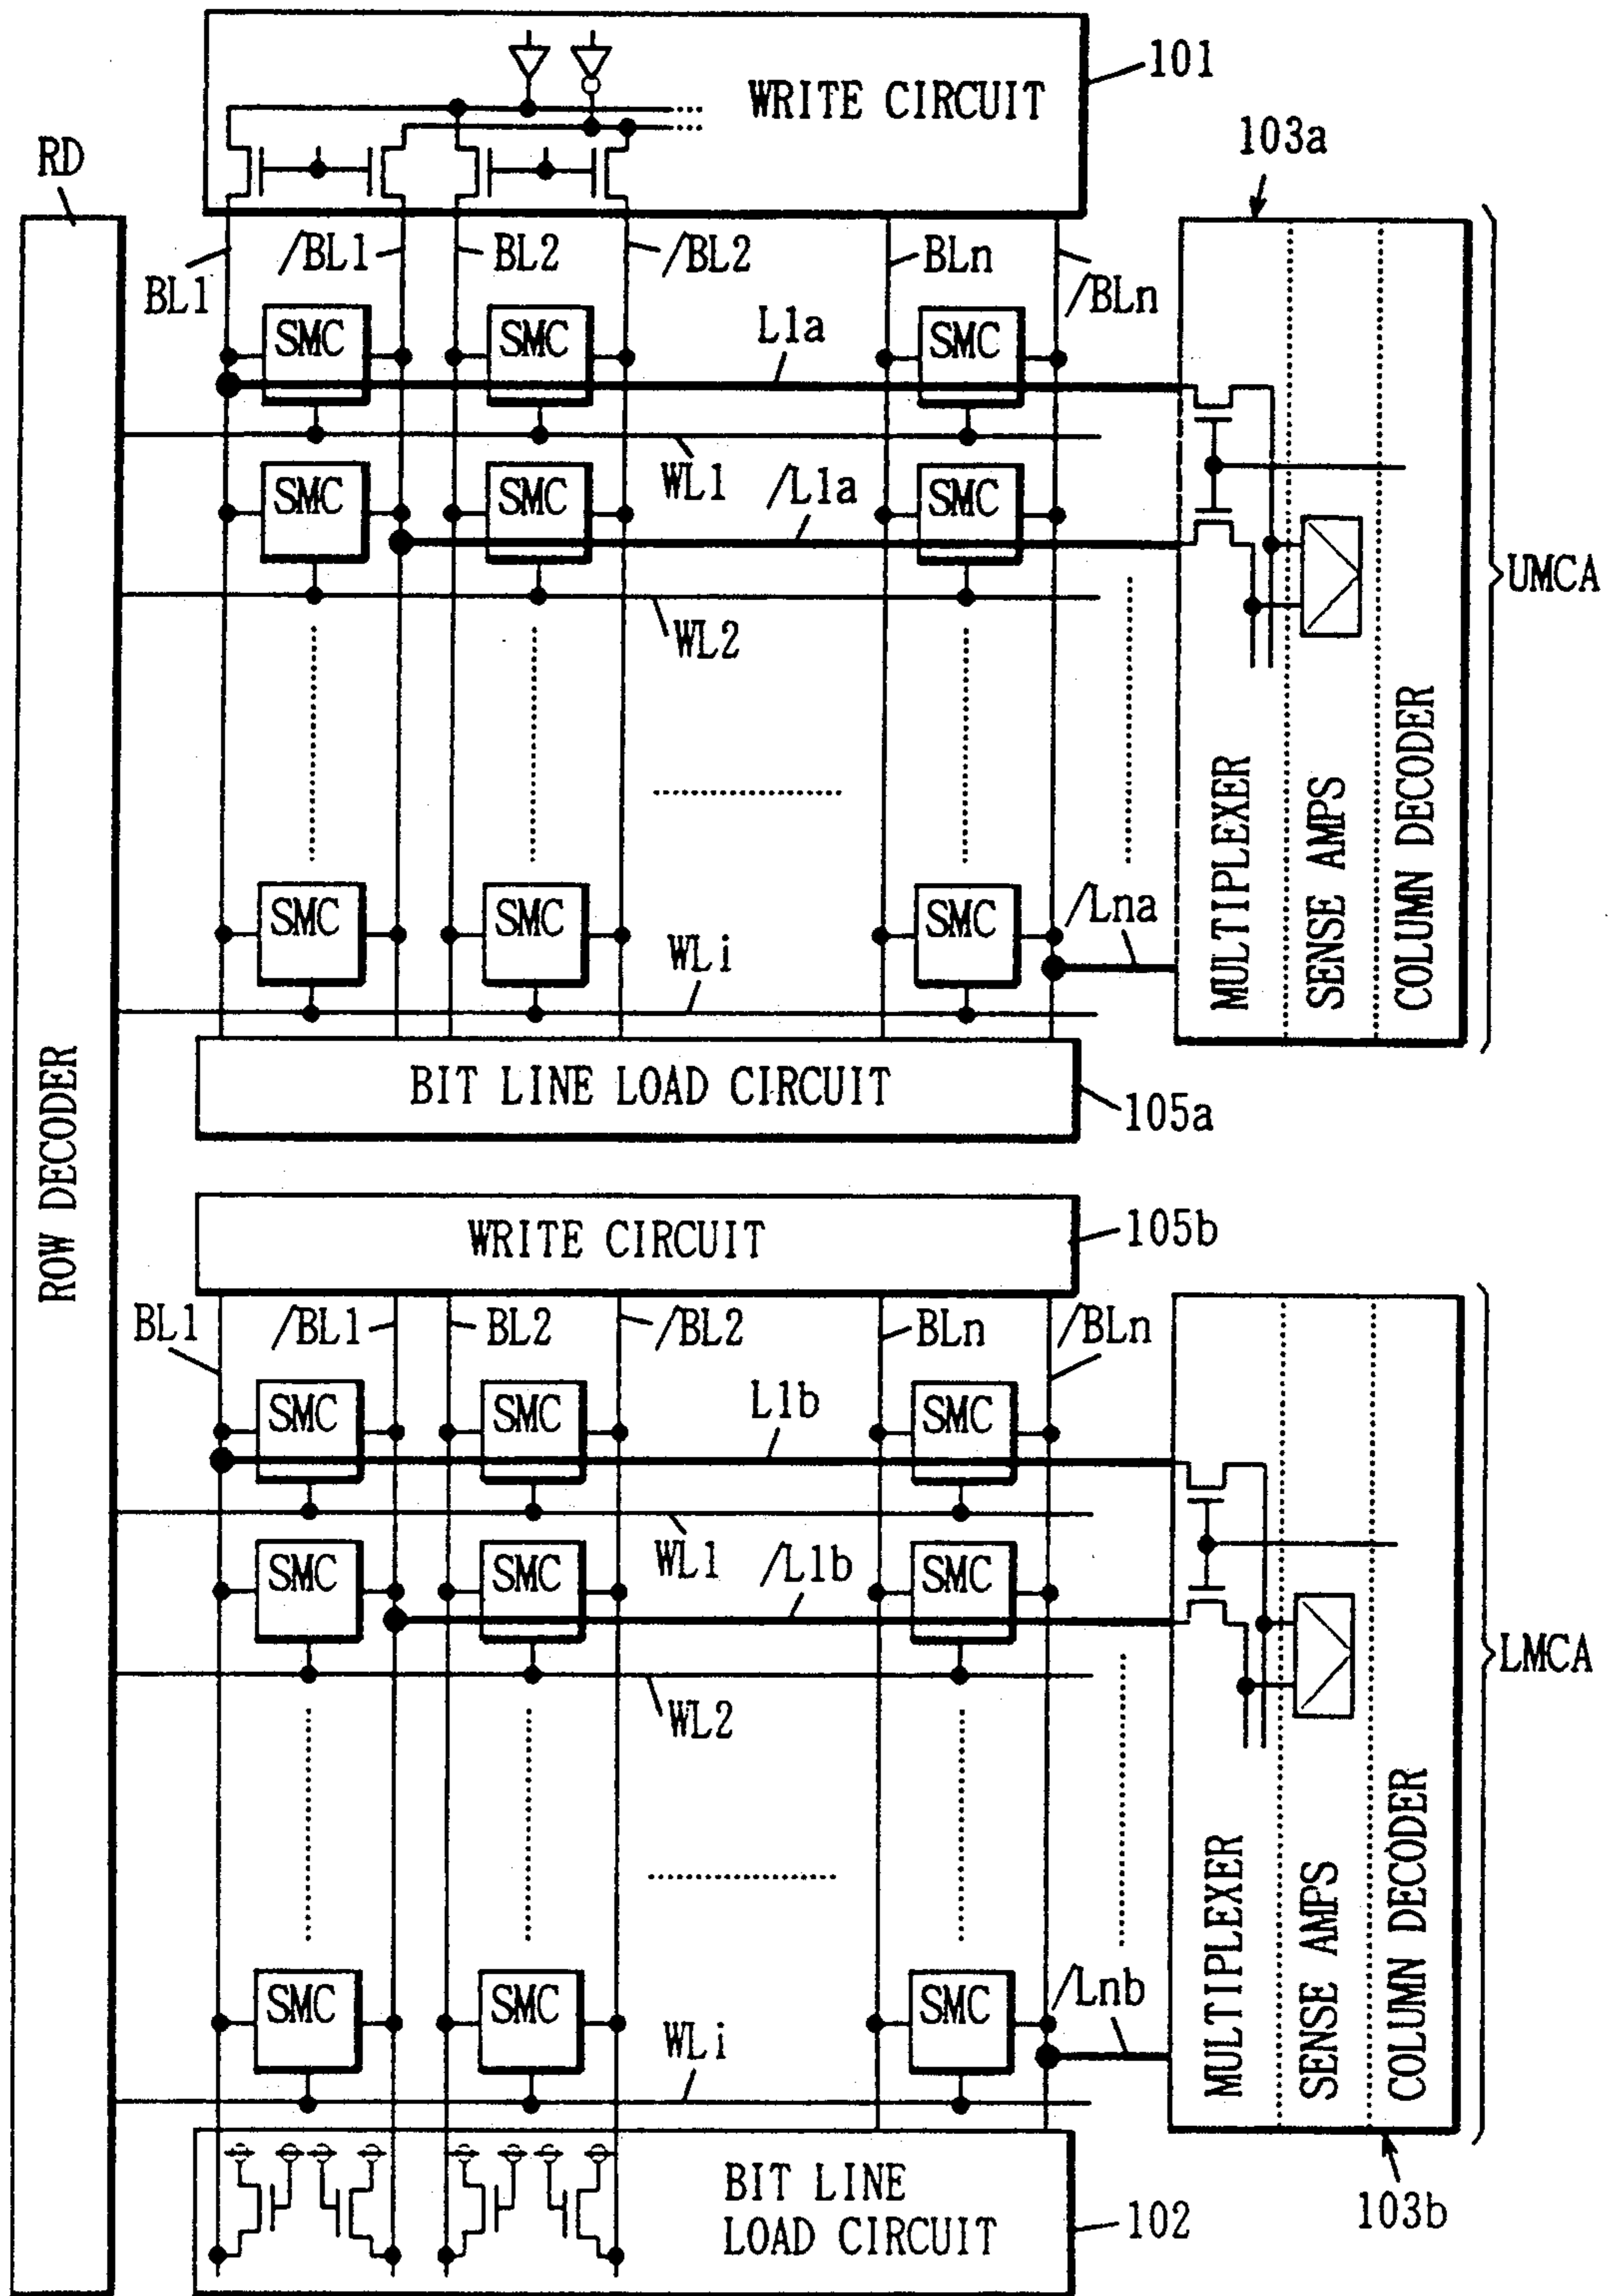 101
WRITE CIRCUIT
103a
RD
BL1
/BL1
BL2
/BL2
BLn
/BLn
SMC
SMC
SMC
L1a
WL1
SMC
SMC
SMC
/L1a
WL2
UMCA
SMC
SMC
SMC
/Lna
WLi
MULTIPLEXER
SENSE AMPS
COLUMN DECODER
BIT LINE LOAD CIRCUIT
105a
ROW DECODER
WRITE CIRCUIT
105b
BL1
/BL1
BL2
/BL2
BLn
/BLn
SMC
SMC
SMC
L1b
WL1
SMC
SMC
SMC
/L1b
WL2
LMCA
SMC
SMC
SMC
/Lnb
WLi
MULTIPLEXER
SENSE AMPS
COLUMN DECODER
BIT LINE
LOAD CIRCUIT
102
103b